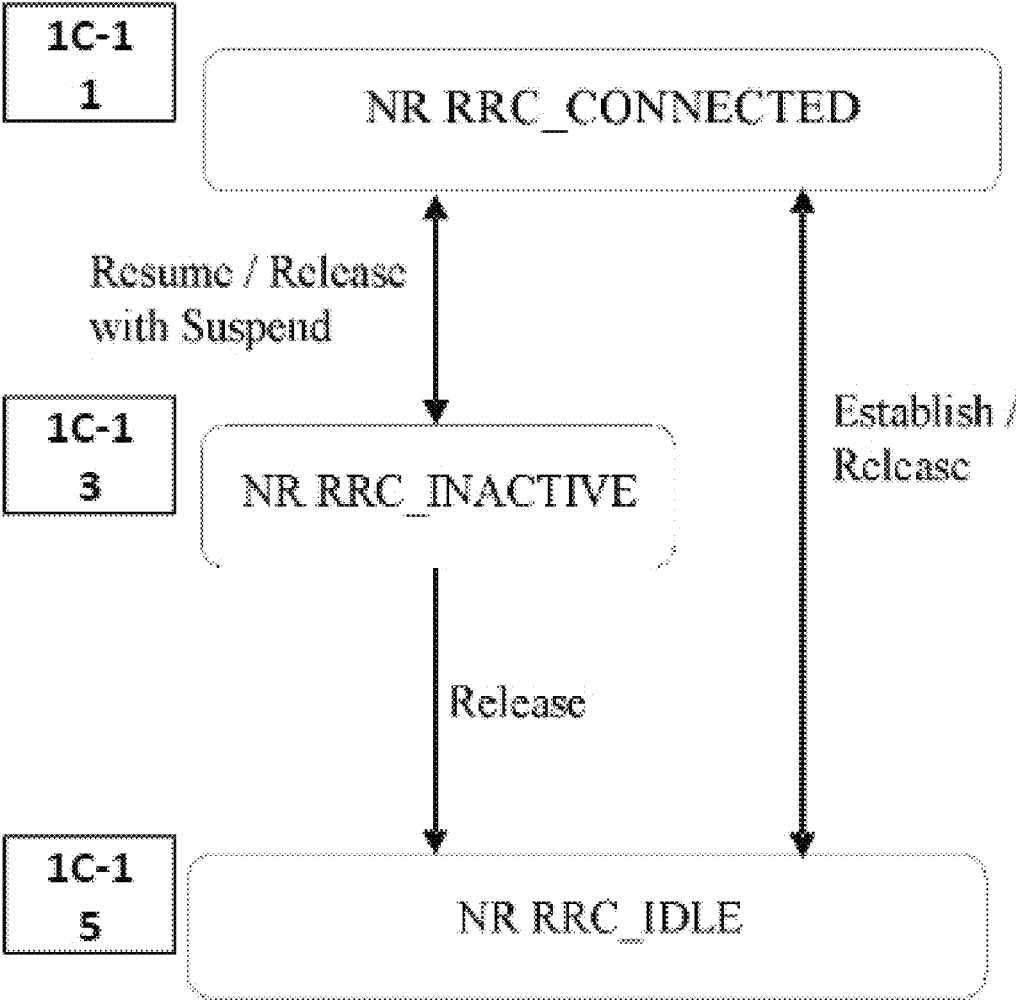 1C-1
1
NR RRC_CONNECTED
Resume / Release
with Suspend
1C-1
3
NR RRC_INACTIVE
Establish /
Release
Release
1C-1
5
NR RRC_IDLE